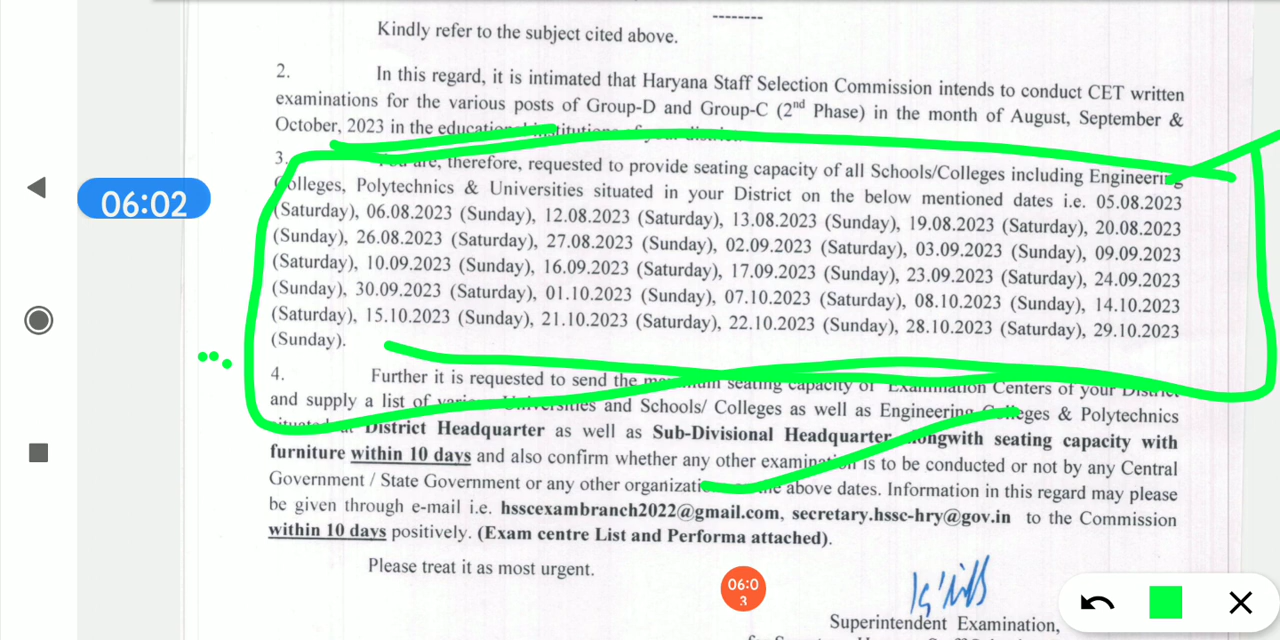 --------
Kindly refer to the subject cited above.
2. In this regard, it is intimated that Haryana Staff Selection Commission intends to conduct CET written
examinations for the various posts of Group-D and Group-C (2nd Phase) in the month of August, September &
October, 2023 in the educational institutions of your district.
3. You are, therefore, requested to provide seating capacity of all Schools/Colleges including Engineering
Colleges, Polytechnics & Universities situated in your District on the below mentioned dates i.e. 05.08.2023
(Saturday), 06.08.2023 (Sunday), 12.08.2023 (Saturday), 13.08.2023 (Sunday), 19.08.2023 (Saturday), 20.08.2023
(Sunday), 26.08.2023 (Saturday), 27.08.2023 (Sunday), 02.09.2023 (Saturday), 03.09.2023 (Sunday), 09.09.2023
(Saturday), 10.09.2023 (Sunday), 16.09.2023 (Saturday), 17.09.2023 (Sunday), 23.09.2023 (Saturday), 24.09.2023
(Sunday), 30.09.2023 (Saturday), 01.10.2023 (Sunday), 07.10.2023 (Saturday), 08.10.2023 (Sunday), 14.10.2023
(Saturday), 15.10.2023 (Sunday), 21.10.2023 (Saturday), 22.10.2023 (Sunday), 28.10.2023 (Saturday), 29.10.2023
(Sunday).
06:02
4. Further it is requested to send the maximum seating capacity of Examination Centers of your District
and supply a list of various Universities and Schools/ Colleges as well as Engineering Colleges & Polytechnics
situated at District Headquarter as well as Sub-Divisional Headquarter alongwith seating capacity with
furniture within 10 days and also confirm whether any other examination is to be conducted or not by any Central
Government / State Government or any other organization on the above dates. Information in this regard may please
be given through e-mail i.e. hsscexambranch2022@gmail.com, secretary.hssc-hry@gov.in to the Commission
within 10 days positively. (Exam centre List and Performa attached).
Please treat it as most urgent.
06:0
3
Superintendent Examination,